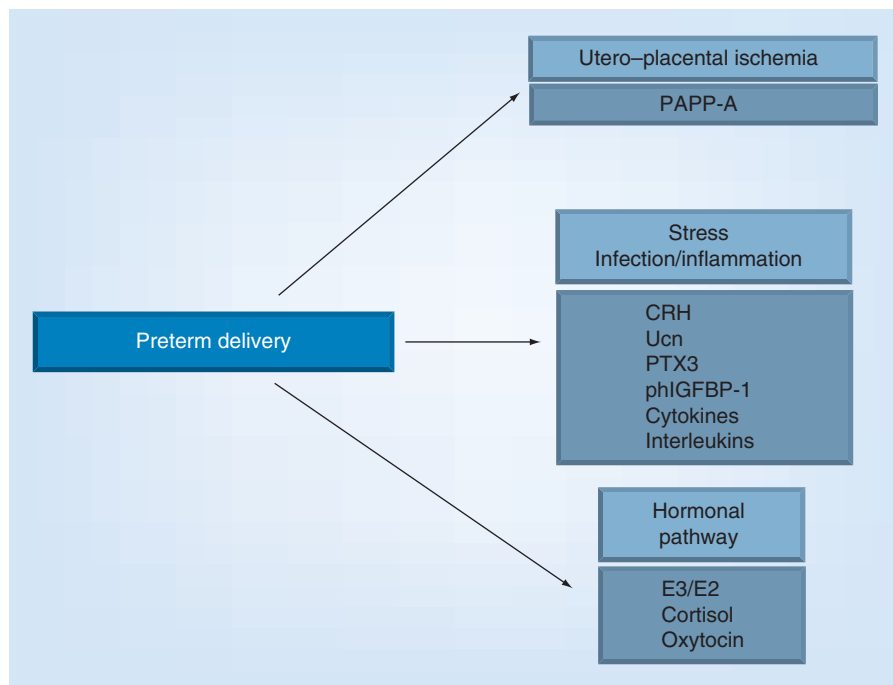 Utero–placental ischemia
PAPP-A
Stress
Infection/inflammation
CRH
Ucn
PTX3
phIGFBP-1
Cytokines
Interleukins
Preterm delivery
Hormonal
pathway
E3/E2
Cortisol
Oxytocin